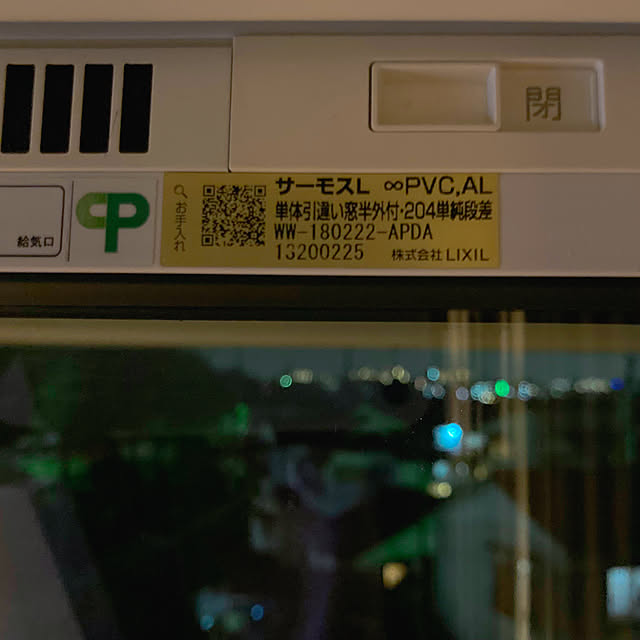 閉
給気口
CP
お手入れ
サーモスL ∞PVC,AL
単体引違い窓半外付・204単純段差
WW-180222-APDA
13200225 株式会社LIXIL